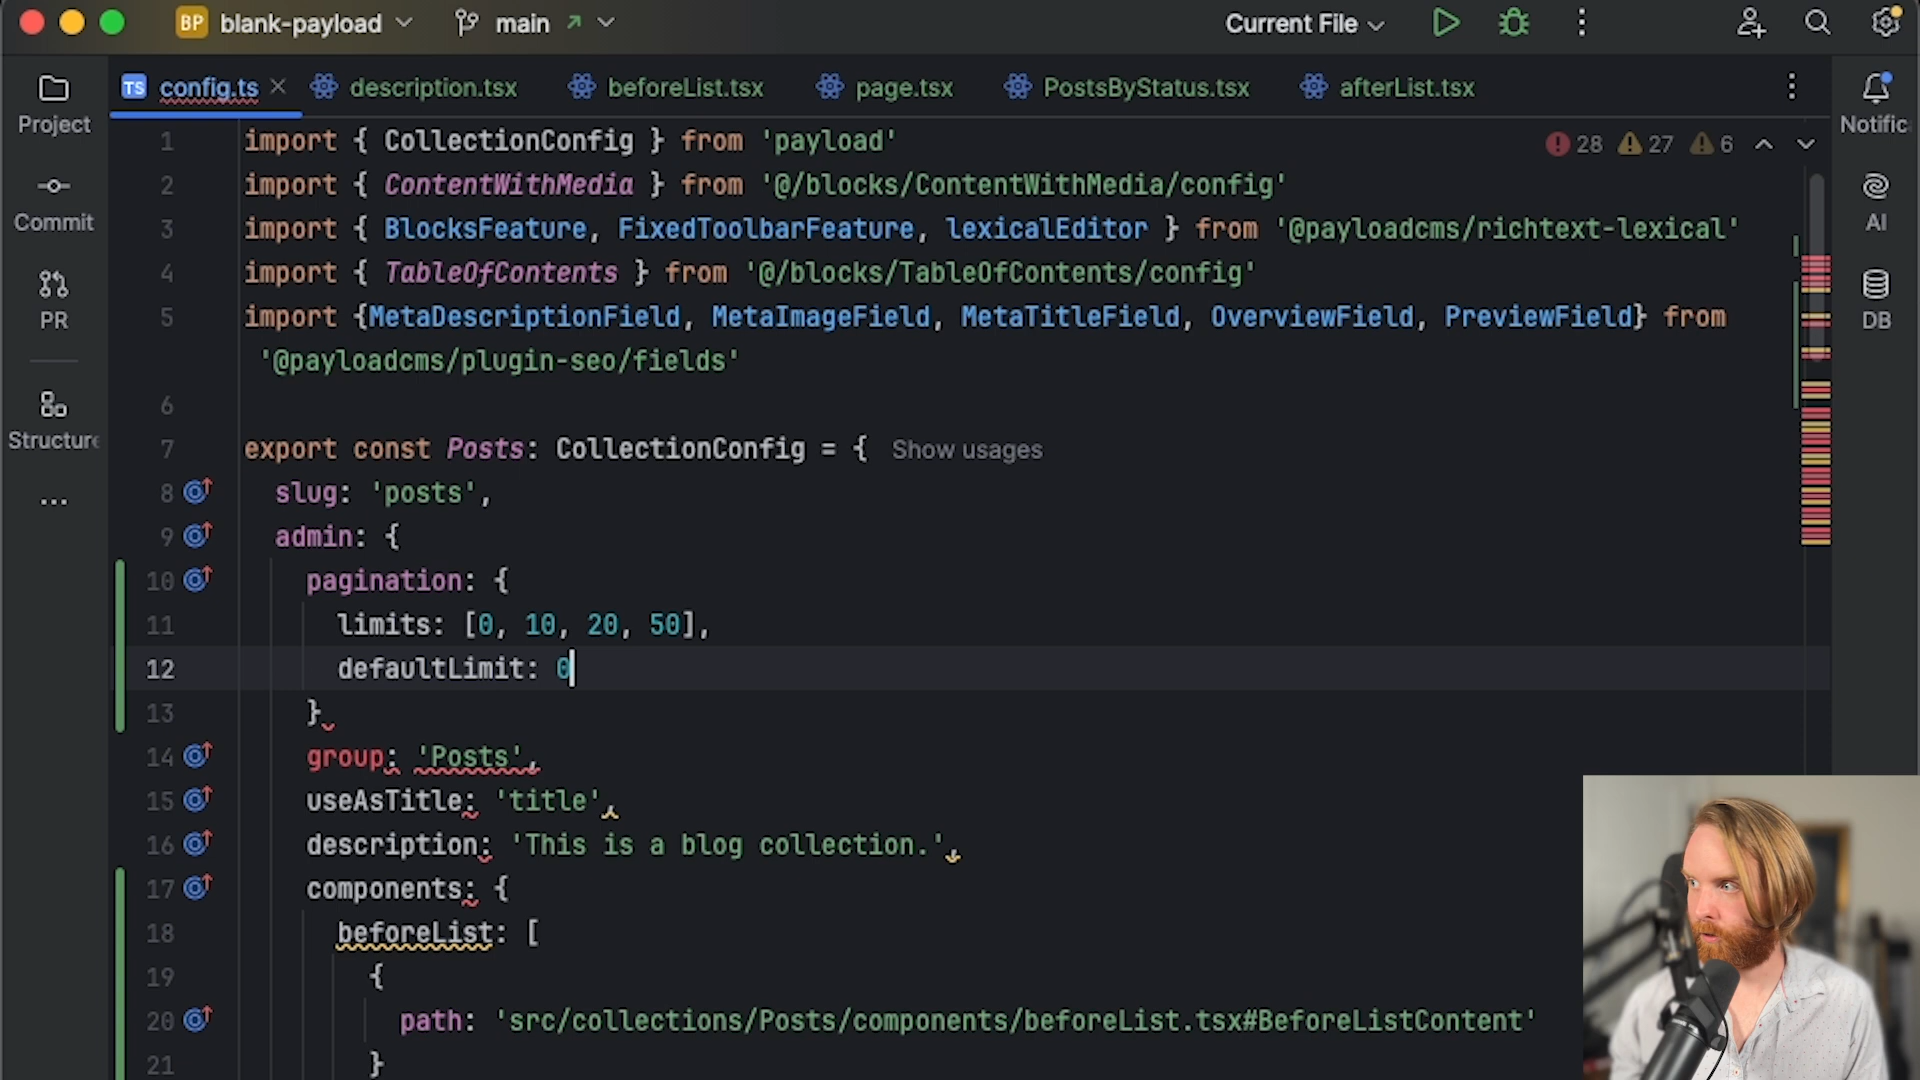 BP blank-payload main Current File
config.ts description.tsx beforeList.tsx page.tsx PostsByStatus.tsx afterList.tsx
Project
Commit
PR
Structure
...
Notific
AI
DB
28 27 6
1 import { CollectionConfig } from 'payload'
2 import { ContentWithMedia } from '@/blocks/ContentWithMedia/config'
3 import { BlocksFeature, FixedToolbarFeature, lexicalEditor } from '@payloadcms/richtext-lexical'
4 import { TableOfContents } from '@/blocks/TableOfContents/config'
5 import {MetaDescriptionField, MetaImageField, MetaTitleField, OverviewField, PreviewField} from
'@payloadcms/plugin-seo/fields'
6
7 export const Posts: CollectionConfig = { Show usages
8 slug: 'posts',
9 admin: {
10 pagination: {
11 limits: [0, 10, 20, 50],
12 defaultLimit: 0
13 }
14 group: 'Posts',
15 useAsTitle: 'title',
16 description: 'This is a blog collection.',
17 components: {
18 beforeList: [
19 {
20 path: 'src/collections/Posts/components/beforeList.tsx#BeforeListContent'
21 }